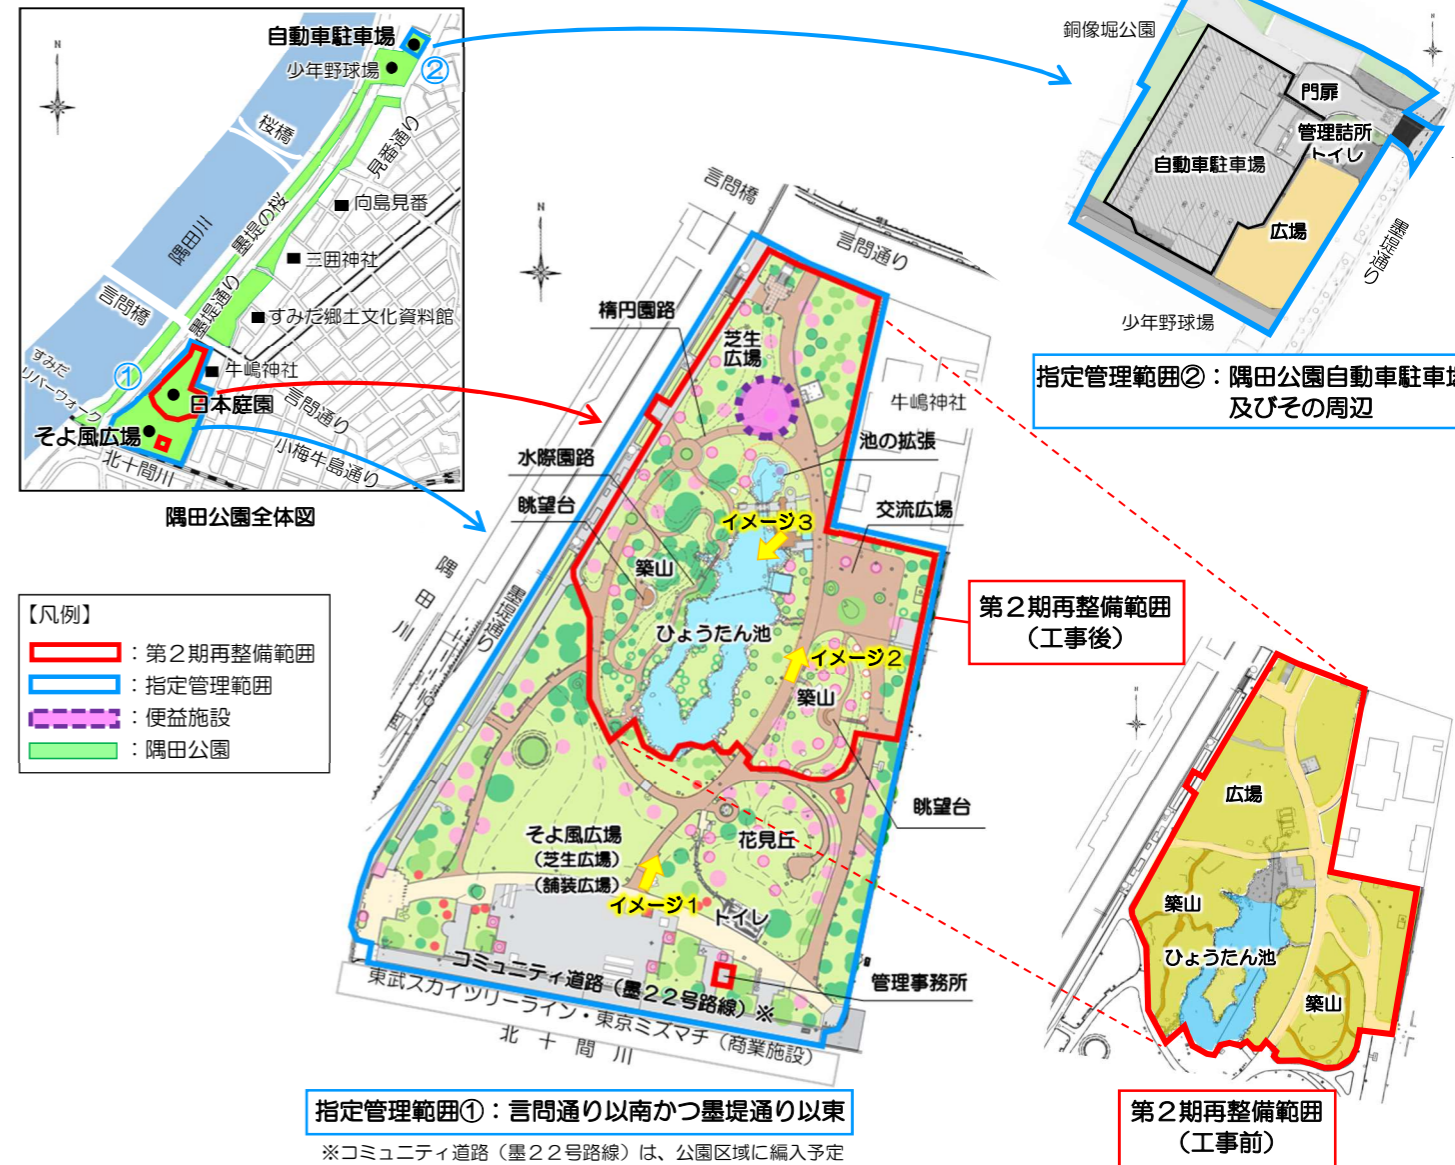 N
自動車駐車場
少年野球場
②
桜橋
見番通り
向島見番
墨堤の桜
隅田川
三囲神社
言問橋
墨堤通り
すみだ郷土文化資料館
すみだ
リバーウォーク
①
牛嶋神社
日本庭園
言問通り
そよ風広場
小梅牛島通り
北十間川
隅田公園全体図
【凡例】
：第２期再整備範囲
：指定管理範囲
：便益施設
：隅田公園
N
言問橋
言問通り
楕円園路
芝生
広場
牛嶋神社
池の拡張
水際園路
眺望台
イメージ３
交流広場
築山
隅田川
墨堤通り
ひょうたん池
イメージ２
築山
眺望台
そよ風広場
（芝生広場）
（舗装広場）
花見丘
イメージ１
トイレ
コミュニティ道路（墨２２号路線）※
管理事務所
東武スカイツリーライン・東京ミズマチ（商業施設）
北十間川
指定管理範囲①：言問通り以南かつ墨堤通り以東
※コミュニティ道路（墨２２号路線）は、公園区域に編入予定
銅像堀公園
門扉
管理詰所
トイレ
自動車駐車場
広場
墨堤通り
少年野球場
指定管理範囲②：隅田公園自動車駐車場
及びその周辺
第２期再整備範囲
（工事後）
広場
築山
ひょうたん池
築山
第２期再整備範囲
（工事前）